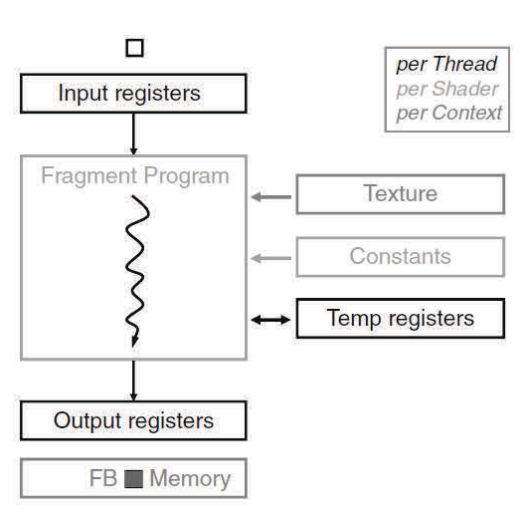 per Thread
per Shader
per Context
Input registers
Fragment Program
Texture
Constants
Temp registers
Output registers
FB Memory